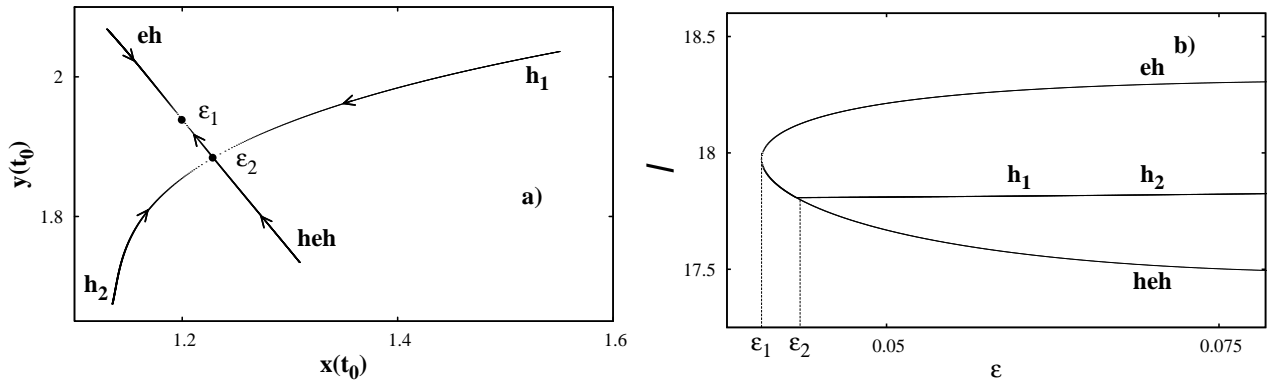 2
1.8
y(t0)
1.2
1.4
1.6
x(t0)
eh
h1
ε1
ε2
a)
heh
h2
18.5
18
17.5
l
b)
eh
h1
h2
heh
ε1
ε2
0.05
0.075
ε